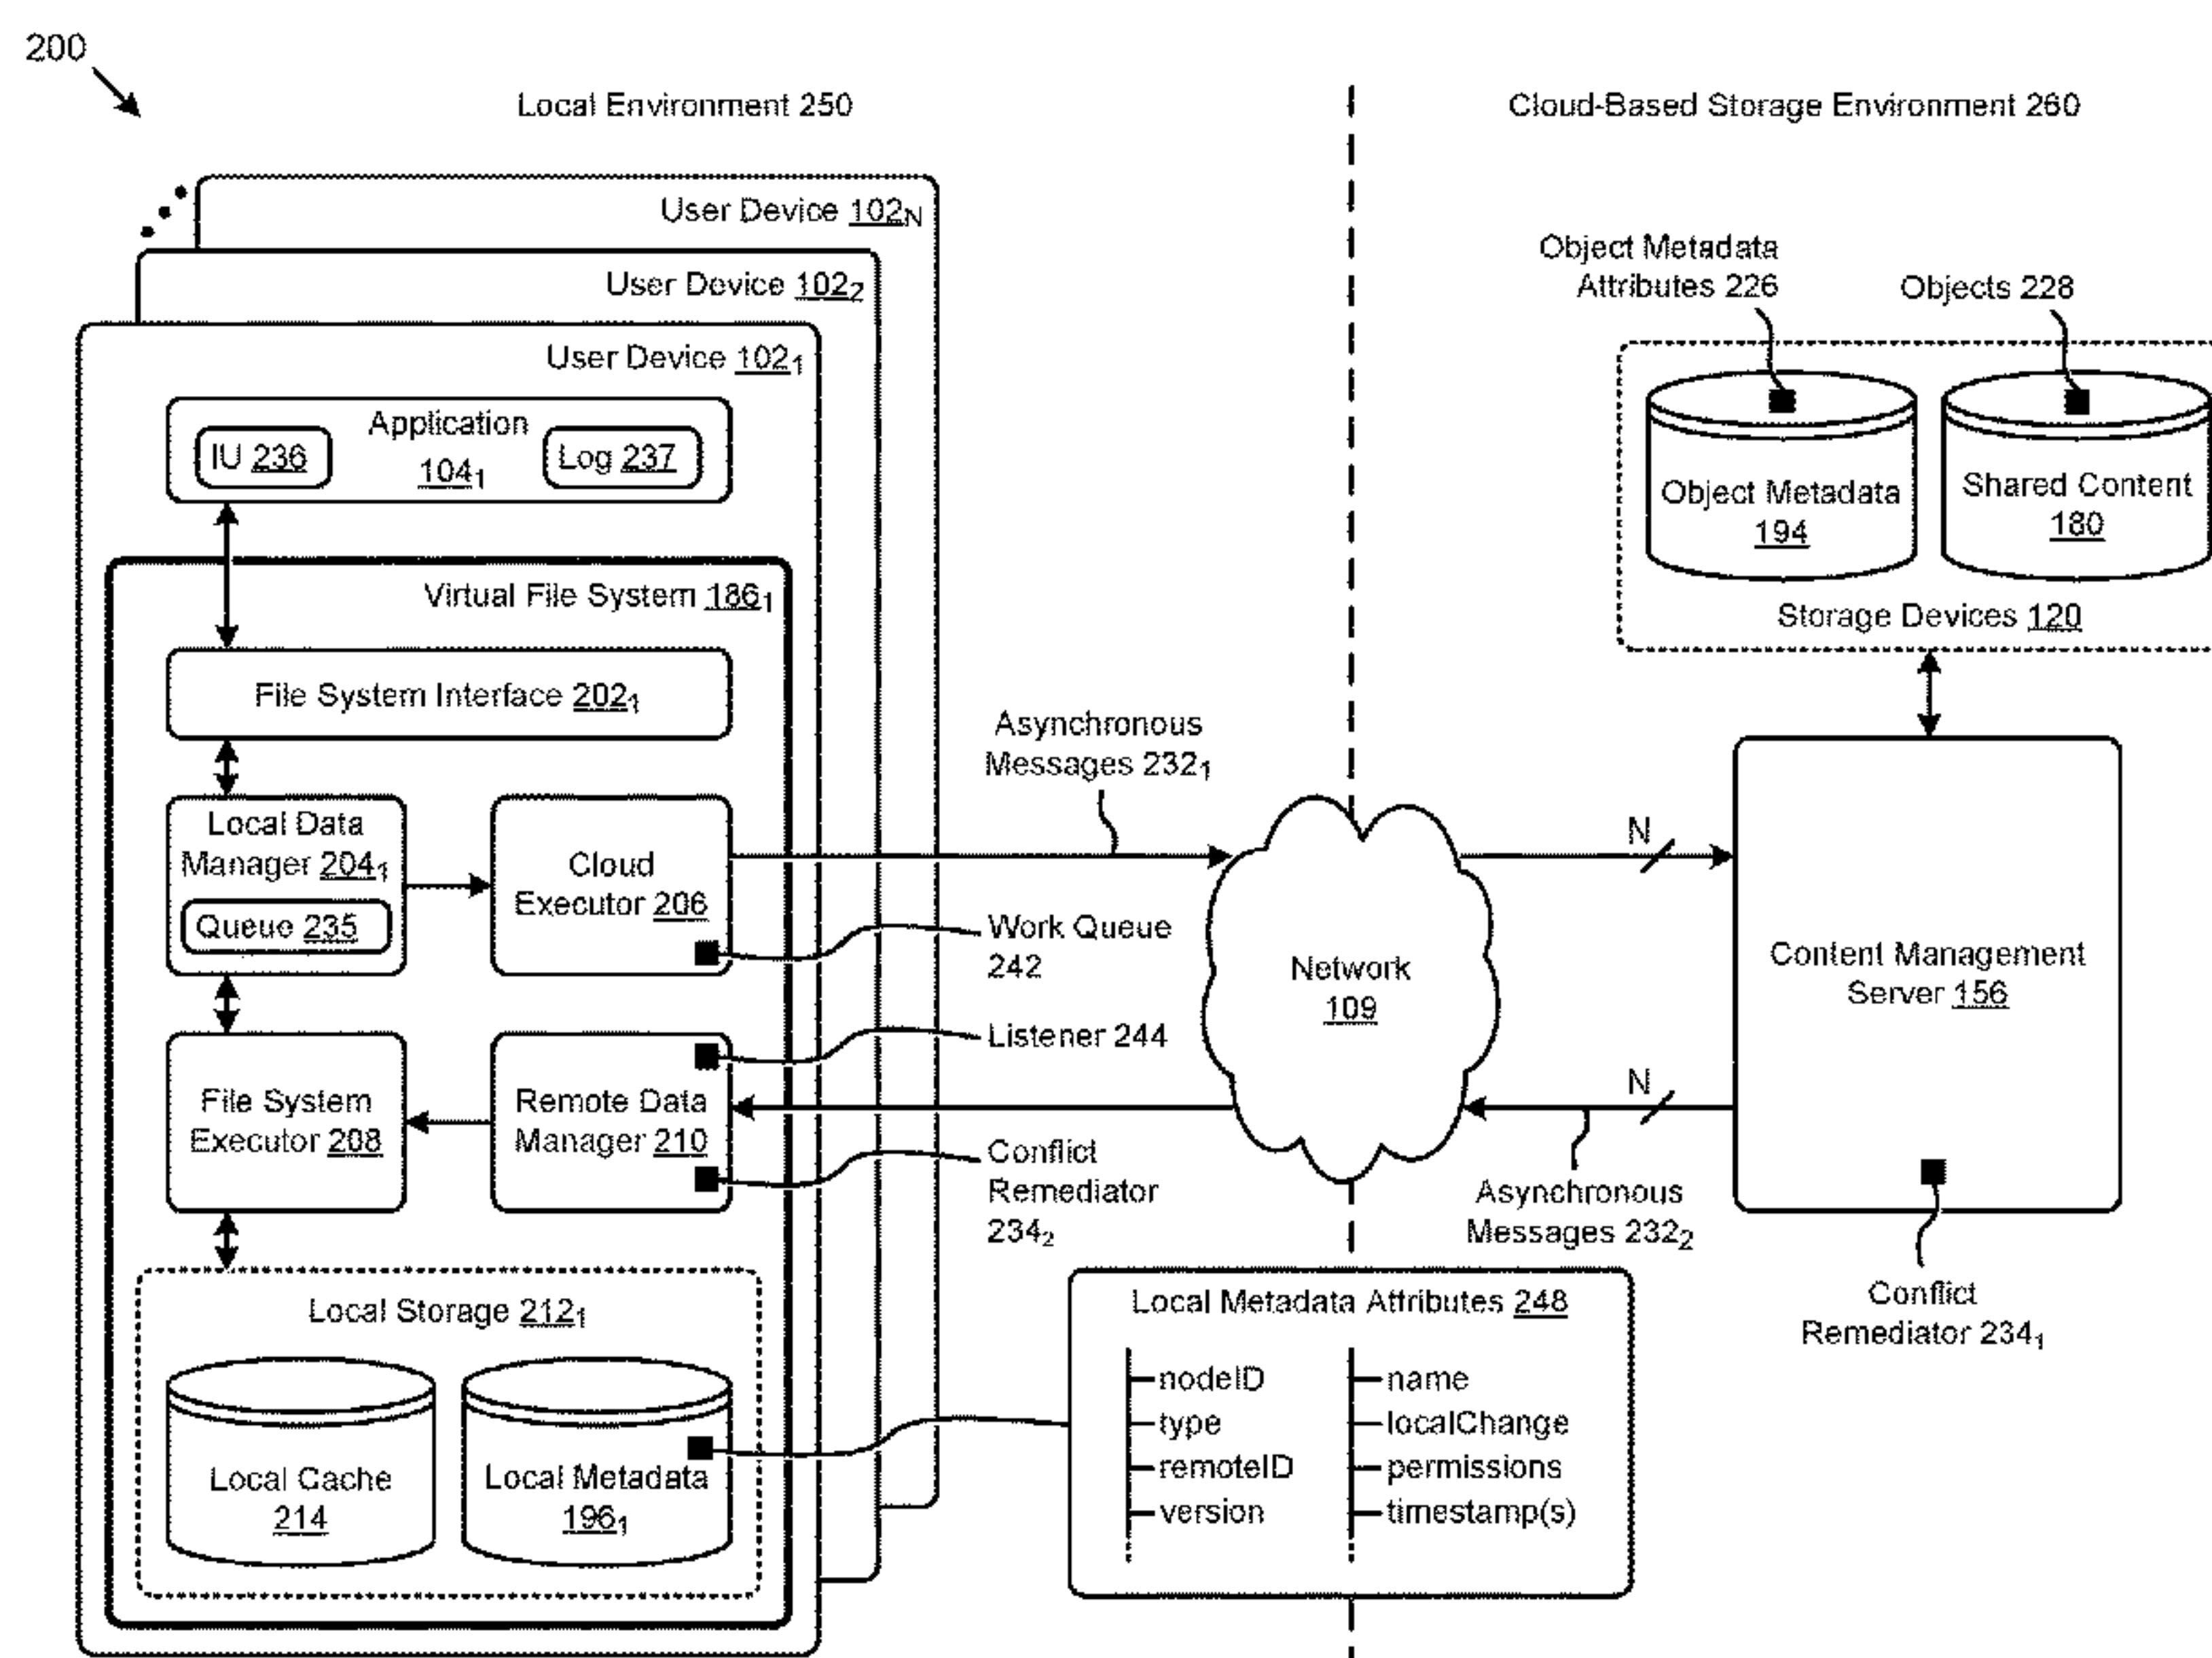 200
Local Environment 250
Cloud-Based Storage Environment 260
User Device 102N
User Device 1022
User Device 1021
Application
1041
IU 236
Log 237
Virtual File System 1861
File System Interface 2021
Local Data
Manager 2041
Queue 235
Cloud
Executor 206
File System
Executor 208
Remote Data
Manager 210
Local Storage 2121
Local Cache
214
Local Metadata
1961
Asynchronous
Messages 2321
Work Queue
242
Listener 244
Conflict
Remediator
2342
Network
109
N
N
Asynchronous
Messages 2322
Object Metadata
Attributes 226
Objects 228
Object Metadata
194
Shared Content
180
Storage Devices 120
Content Management
Server 156
Conflict
Remediator 2341
Local Metadata Attributes 248
nodeID
type
remoteID
version
name
localChange
permissions
timestamp(s)